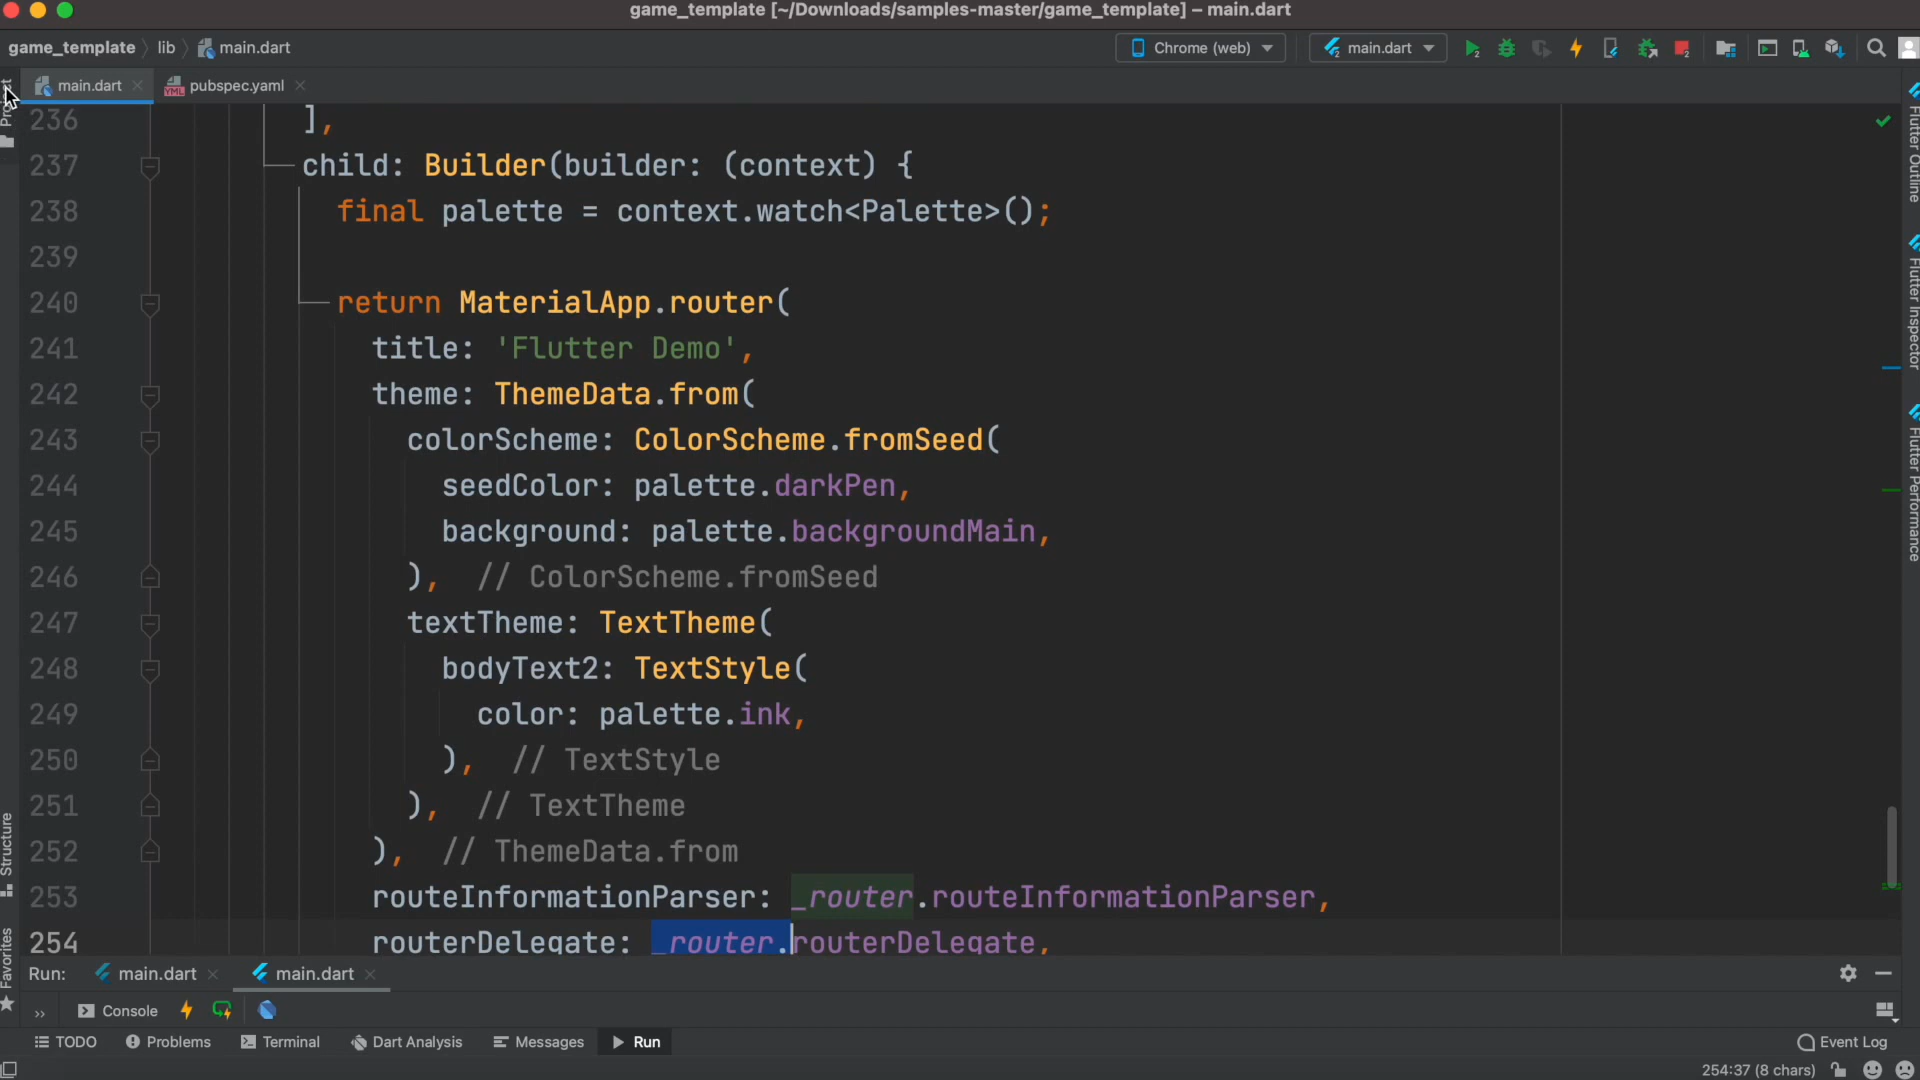 game_template [~/Downloads/samples-master/game_template] – main.dart
game_template lib main.dart Chrome (web) main.dart
main.dart pubspec.yaml
Project
236 ],
237 child: Builder(builder: (context) {
238 final palette = context.watch<Palette>();
239
240 return MaterialApp.router(
241 title: 'Flutter Demo',
242 theme: ThemeData.from(
243 colorScheme: ColorScheme.fromSeed(
244 seedColor: palette.darkPen,
245 background: palette.backgroundMain,
246 ), // ColorScheme.fromSeed
247 textTheme: TextTheme(
248 bodyText2: TextStyle(
249 color: palette.ink,
250 ), // TextStyle
251 ), // TextTheme
252 ), // ThemeData.from
253 routeInformationParser: _router.routeInformationParser,
254 routerDelegate: _router.routerDelegate,
Structure
Favorites
Flutter Outline
Flutter Inspector
Flutter Performance
Run: main.dart main.dart
>> Console
TODO Problems Terminal Dart Analysis Messages Run Event Log
254:37 (8 chars)